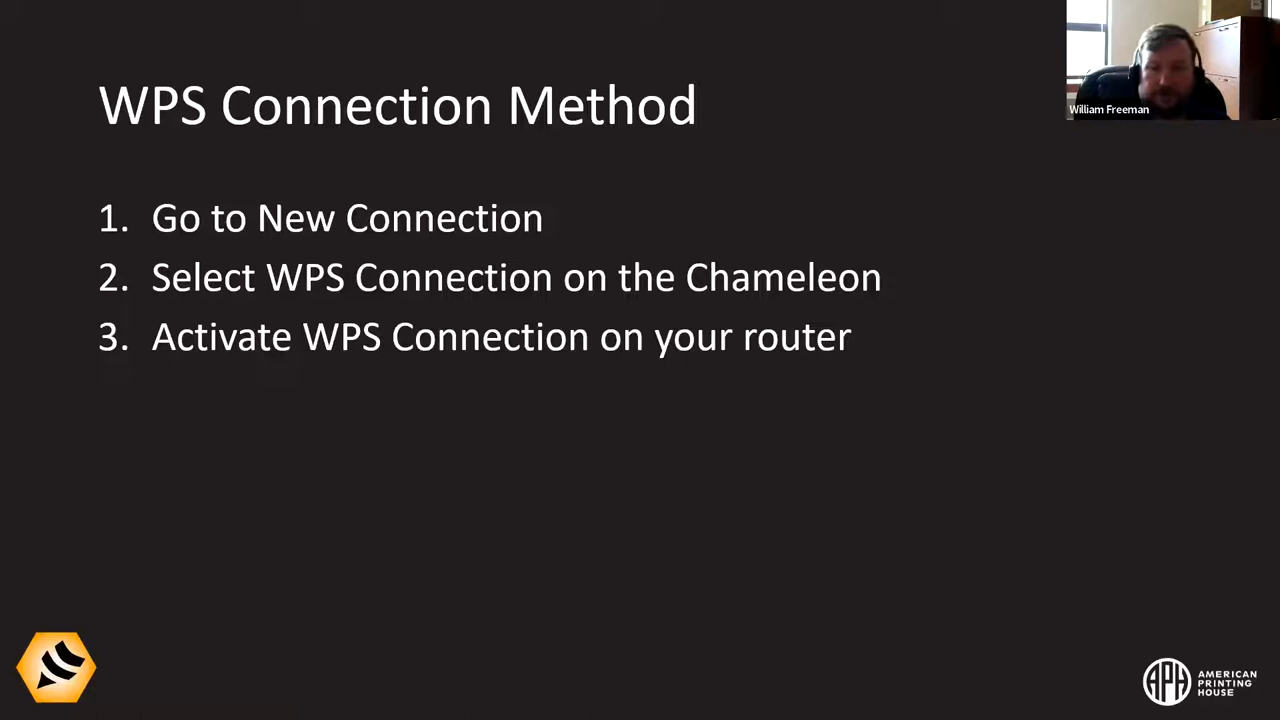 WPS Connection Method
William Freeman
1. Go to New Connection
2. Select WPS Connection on the Chameleon
3. Activate WPS Connection on your router
APH
AMERICAN
PRINTING
HOUSE